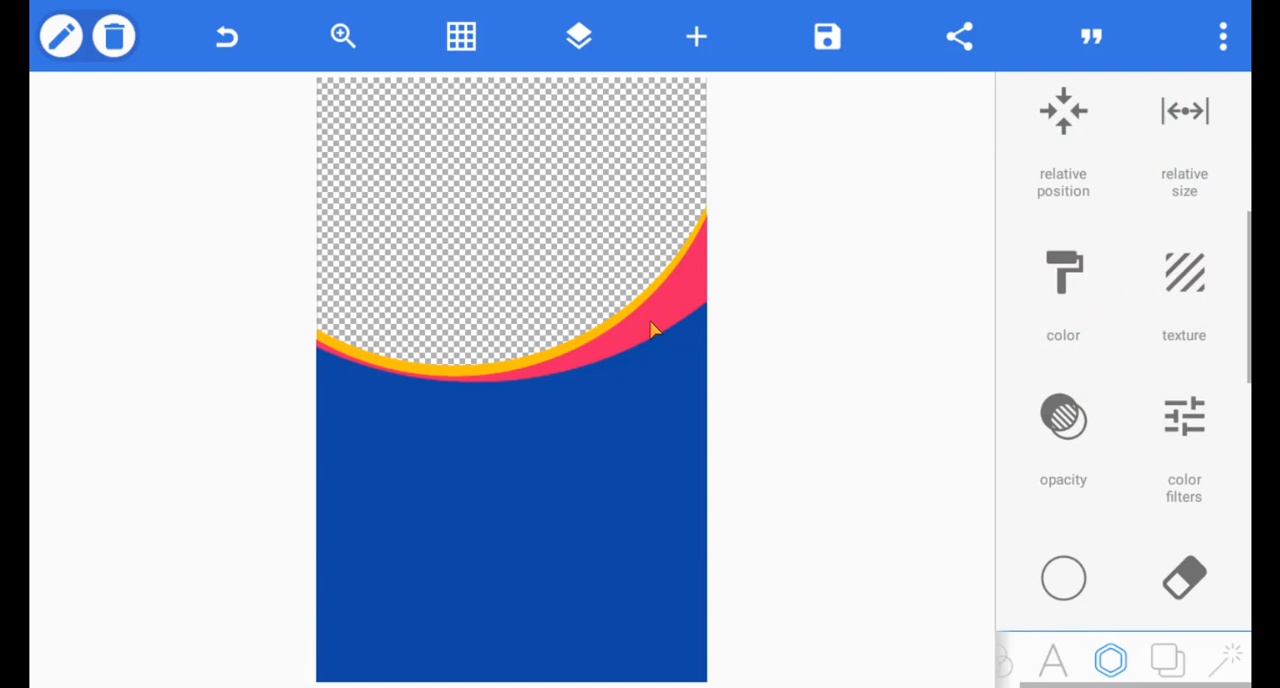 relative
position
relative
size
color
texture
opacity
color
filters